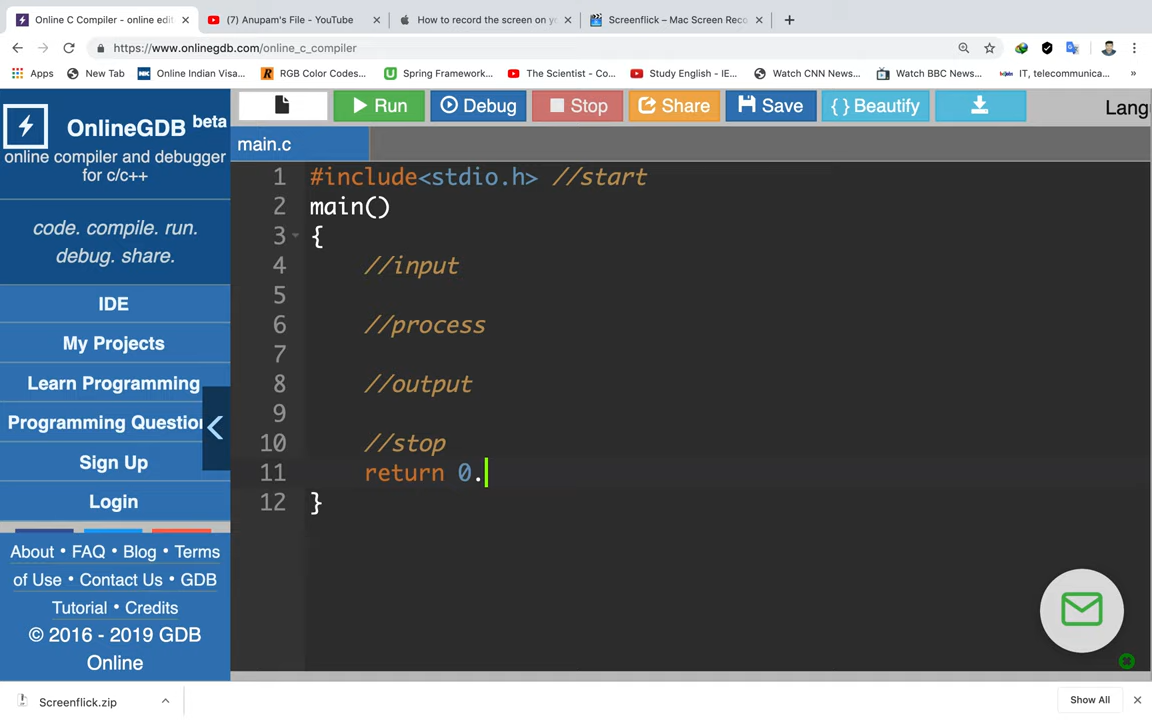 Online C Compiler - online edit
(7) Anupam's File - YouTube
How to record the screen on yo
Screenflick – Mac Screen Reco
https://www.onlinegdb.com/online_c_compiler
Apps
New Tab
Online Indian Visa...
RGB Color Codes...
Spring Framework...
The Scientist - Co...
Study English - IE...
Watch CNN News...
Watch BBC News...
IT, telecommunica...
»
OnlineGDB beta
online compiler and debugger
for c/c++
code. compile. run.
debug. share.
IDE
My Projects
Learn Programming
Programming Question
Sign Up
Login
About • FAQ • Blog • Terms
of Use • Contact Us • GDB
Tutorial • Credits
© 2016 - 2019 GDB
Online
Run
Debug
Stop
Share
Save
{ } Beautify
Lang
main.c
1 #include<stdio.h> //start
2 main()
3 {
4 //input
5
6 //process
7
8 //output
9
10 //stop
11 return 0.
12 }
Screenflick.zip
Show All